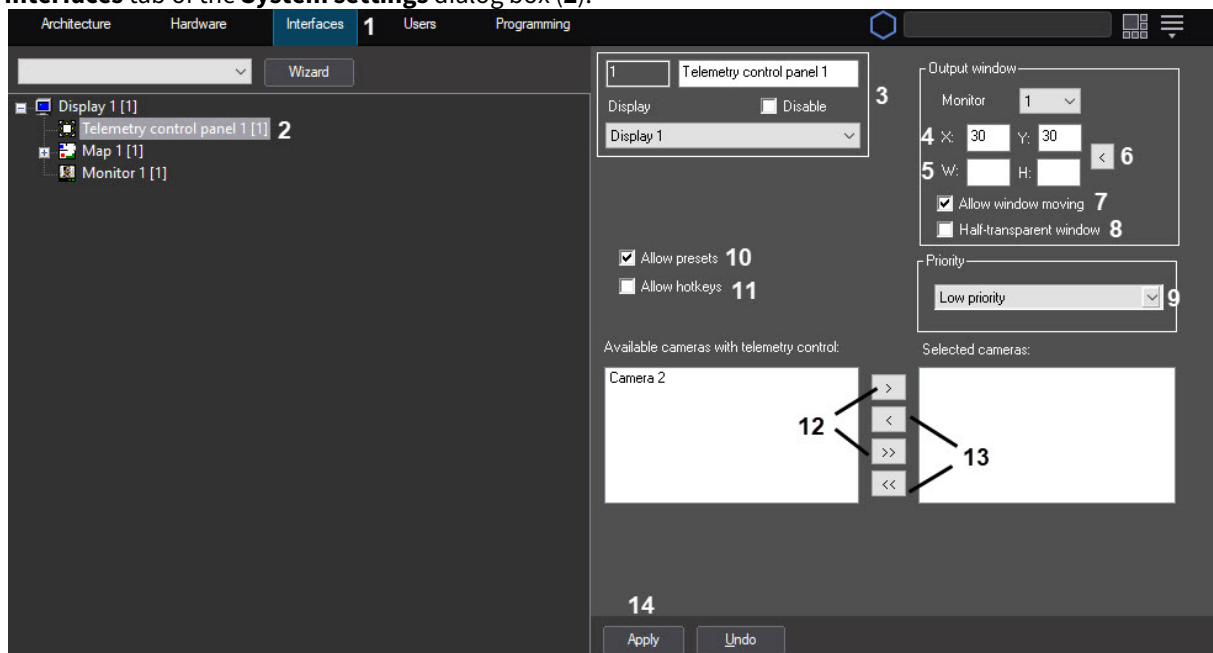 Interfaces tab of the System settings dialog box (2).
Architecture Hardware Interfaces 1 Users Programming
Wizard
Display 1 [1]
Telemetry control panel 1 [1] 2
Map 1 [1]
Monitor 1 [1]
1 Telemetry control panel 1
Display Disable 3
Display 1
Output window
Monitor 1
4 X: 30 Y: 30
< 6
5 W: H:
Allow window moving 7
Half-transparent window 8
Allow presets 10
Allow hotkeys 11
Priority
Low priority 9
Available cameras with telemetry control:
Selected cameras:
Camera 2
>
12 <
>> 13
<<
14
Apply Undo